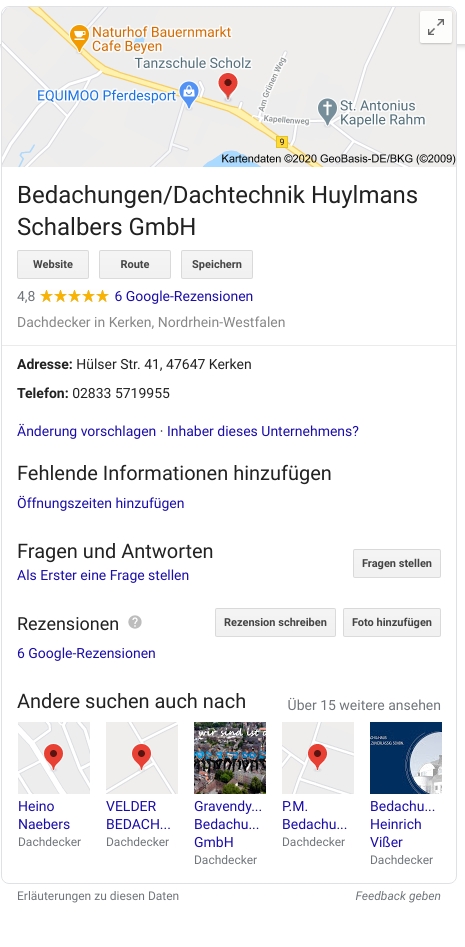 Naturhof Bauernmarkt
Cafe Beyen
Tanzschule Scholz
EQUIMOO Pferdesport
Am Grünen Weg
Kapellenweg
St. Antonius
Kapelle Rahm
9
Kartendaten ©2020 GeoBasis-DE/BKG (©2009)
Bedachungen/Dachtechnik Huylmans
Schalbers GmbH
Website Route Speichern
4,8 6 Google-Rezensionen
Dachdecker in Kerken, Nordrhein-Westfalen
Adresse: Hülser Str. 41, 47647 Kerken
Telefon: 02833 5719955
Änderung vorschlagen · Inhaber dieses Unternehmens?
Fehlende Informationen hinzufügen
Öffnungszeiten hinzufügen
Fragen und Antworten
Fragen stellen
Als Erster eine Frage stellen
Rezensionen ? Rezension schreiben Foto hinzufügen
6 Google-Rezensionen
Andere suchen auch nach Über 15 weitere ansehen
wir sind ist d
Heino
Naebers
Dachdecker
VELDER
BEDACH...
Dachdecker
Gravendy...
Bedachu...
GmbH
Dachdecker
P.M.
Bedachu...
Dachdecker
Bedachu...
Heinrich
Vißer
Dachdecker
Erläuterungen zu diesen Daten Feedback geben